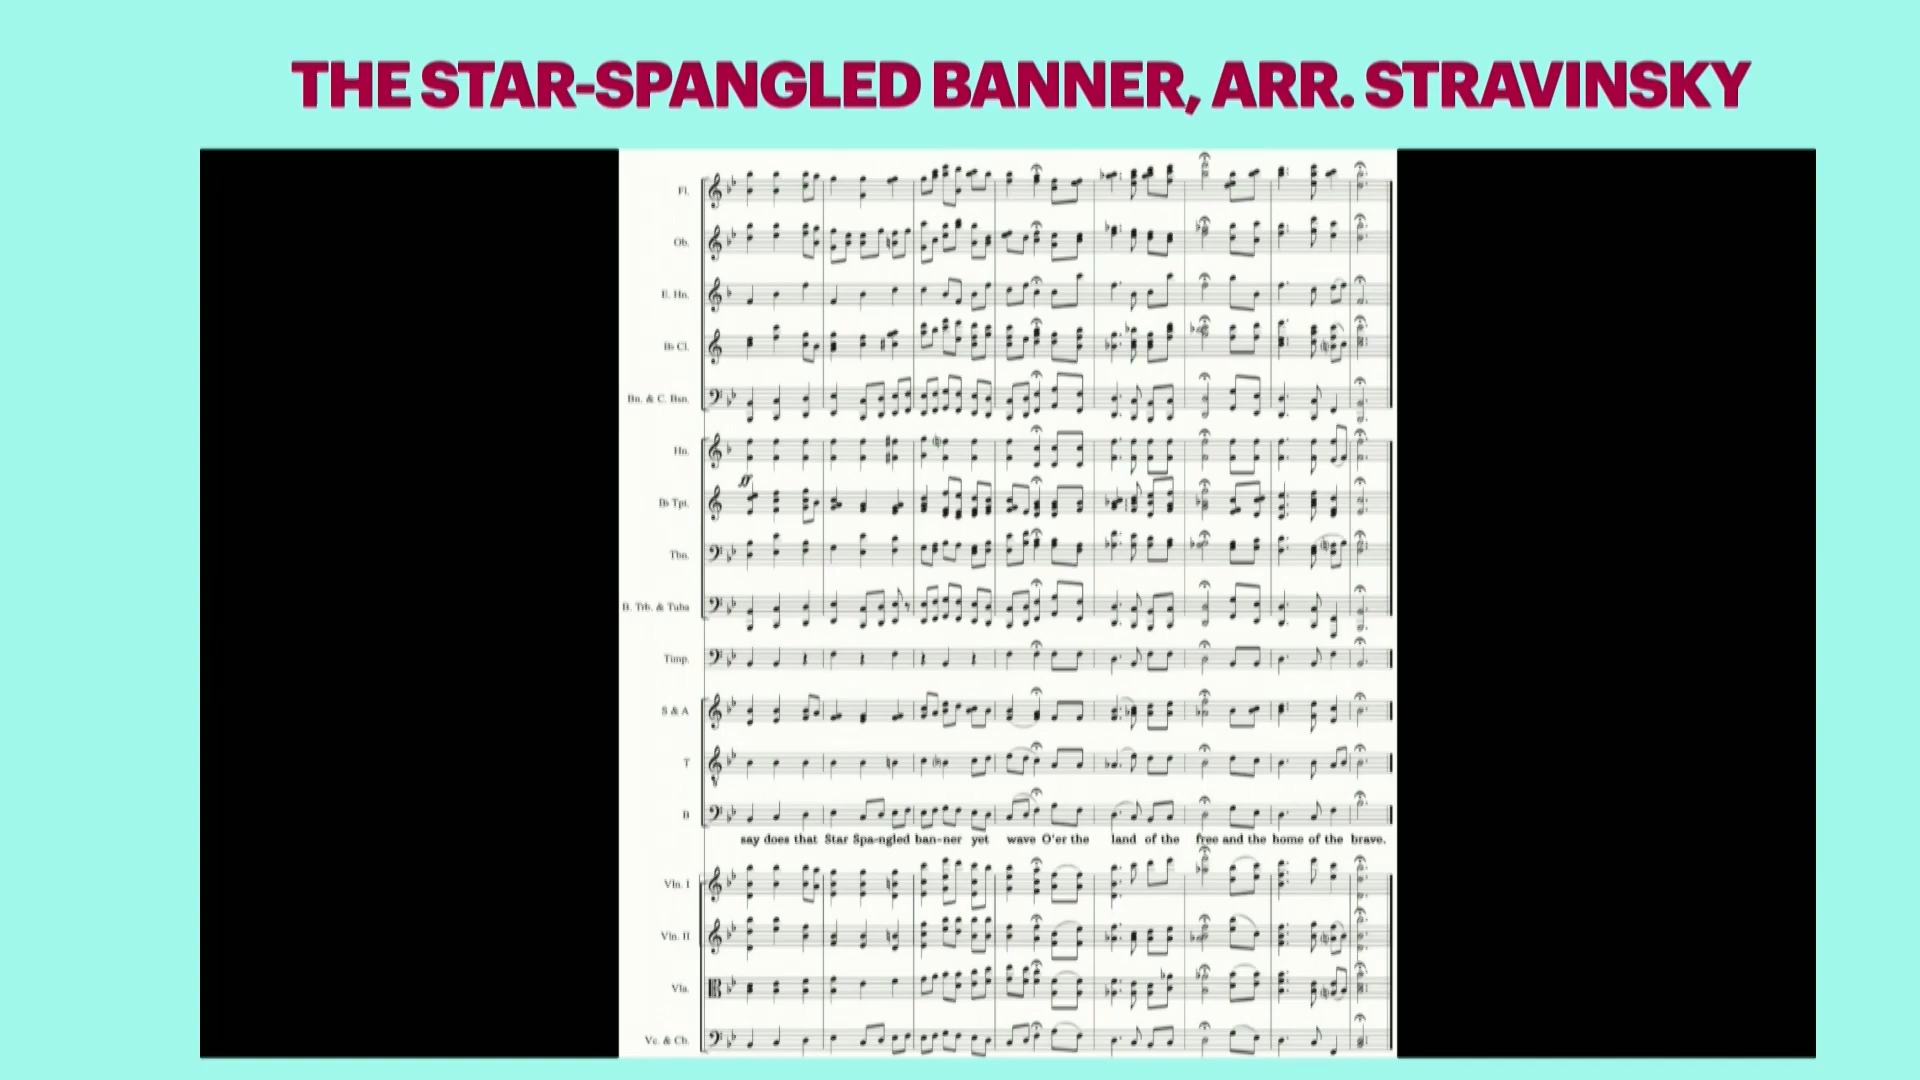 THE STAR-SPANGLED BANNER, ARR. STRAVINSKY
Fl.
Ob.
E. Hn.
B♭ Cl.
Bn. & C. Bsn.
Hn.
ff
B♭ Tpt.
Tbn.
B. Trb. & Tuba
Timp.
S & A
T
B
say does that Star Spa-ngled ban-ner yet wave O'er the land of the free and the home of the brave.
Vln. I
Vln. II
Vla.
Vc. & Cb.